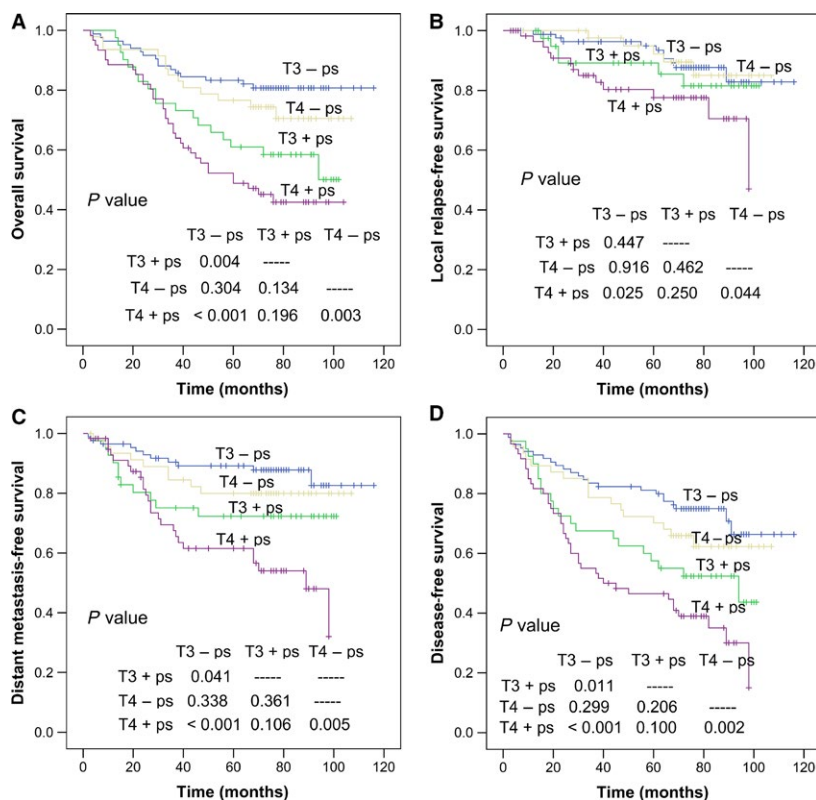 A
Overall survival
1.0
0.8
0.6
0.4
0.2
0.0
T3 – ps
T4 – ps
T3 + ps
T4 + ps
P value
T3 – ps T3 + ps T4 – ps
T3 + ps 0.004 -----
T4 – ps 0.304 0.134 -----
T4 + ps < 0.001 0.196 0.003
0 20 40 60 80 100 120
Time (months)
B
Local relapse-free survival
1.0
0.8
0.6
0.4
0.2
0.0
T3 – ps
T3 + ps
T4 – ps
T4 + ps
P value
T3 – ps T3 + ps T4 – ps
T3 + ps 0.447 -----
T4 – ps 0.916 0.462 -----
T4 + ps 0.025 0.250 0.044
0 20 40 60 80 100 120
Time (months)
C
Distant metastasis-free survival
1.0
0.8
0.6
0.4
0.2
0.0
T3 – ps
T4 – ps
T3 + ps
T4 + ps
P value
T3 – ps T3 + ps T4 – ps
T3 + ps 0.041 ----- -----
T4 – ps 0.338 0.361 -----
T4 + ps < 0.001 0.106 0.005
0 20 40 60 80 100 120
Time (months)
D
Disease-free survival
1.0
0.8
0.6
0.4
0.2
0.0
T3 – ps
T4 – ps
T3 + ps
T4 + ps
P value
T3 – ps T3 + ps T4 – ps
T3 + ps 0.011 -----
T4 – ps 0.299 0.206 -----
T4 + ps < 0.001 0.100 0.002
0 20 40 60 80 100 120
Time (months)